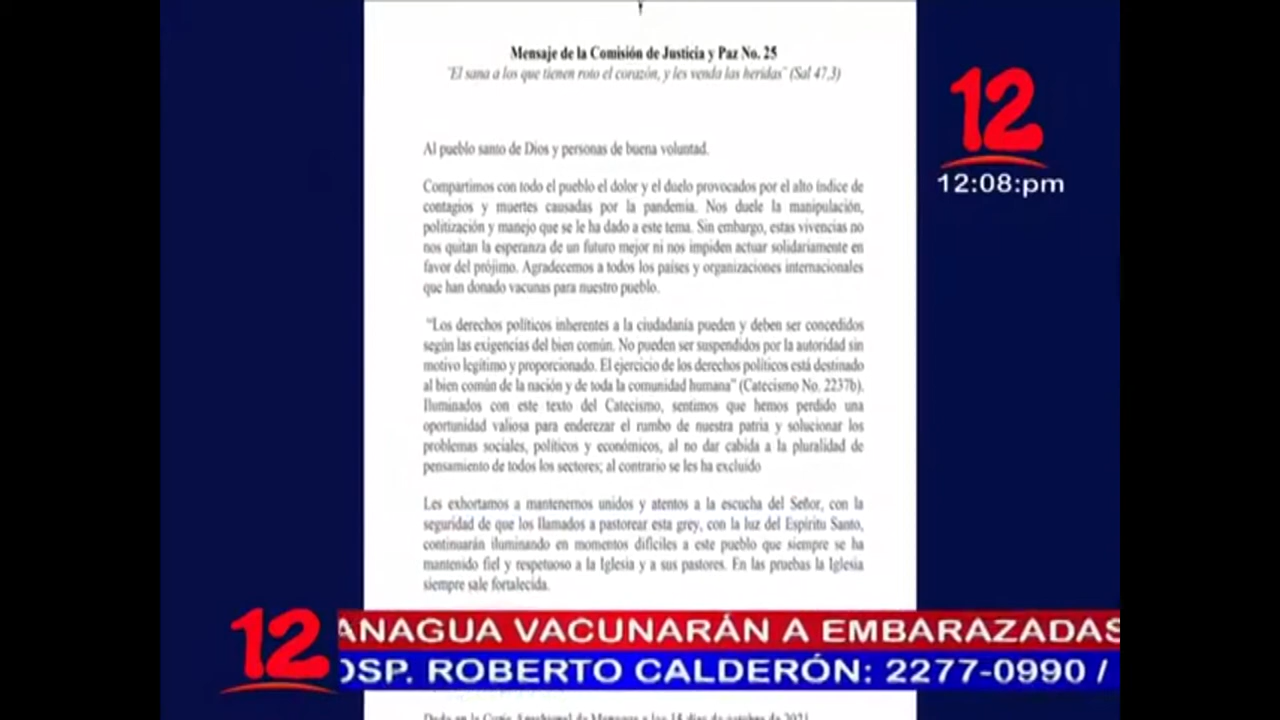 Mensaje de la Comisión de Justicia y Paz No. 25
"El sana a los que tienen roto el corazón, y les venda las heridas" (Sal 47,3)
Al pueblo santo de Dios y personas de buena voluntad.
Compartimos con todo el pueblo el dolor y el duelo provocados por el alto índice de
contagios y muertes causadas por la pandemia. Nos duele la manipulación,
politización y manejo que se le ha dado a este tema. Sin embargo, estas vivencias no
nos quitan la esperanza de un futuro mejor ni nos impiden actuar solidariamente en
favor del prójimo. Agradecemos a todos los países y organizaciones internacionales
que han donado vacunas para nuestro pueblo.
"Los derechos políticos inherentes a la ciudadanía pueden y deben ser concedidos
según las exigencias del bien común. No pueden ser suspendidos por la autoridad sin
motivo legítimo y proporcionado. El ejercicio de los derechos políticos está destinado
al bien común de la nación y de toda la comunidad humana" (Catecismo No. 2237b).
Iluminados con este texto del Catecismo, sentimos que hemos perdido una
oportunidad valiosa para enderezar el rumbo de nuestra patria y solucionar los
problemas sociales, políticos y económicos, al no dar cabida a la pluralidad de
pensamiento de todos los sectores; al contrario se les ha excluido
Les exhortamos a mantenernos unidos y atentos a la escucha del Señor, con la
seguridad de que los llamados a pastorear esta grey, con la luz del Espíritu Santo,
continuarán iluminando en momentos difíciles a este pueblo que siempre se ha
mantenido fiel y respetuoso a la Iglesia y a sus pastores. En las pruebas la Iglesia
siempre sale fortalecida.
12
12:08:pm
12
ANAGUA VACUNARÁN A EMBARAZADAS
OSP. ROBERTO CALDERÓN: 2277-0990 /